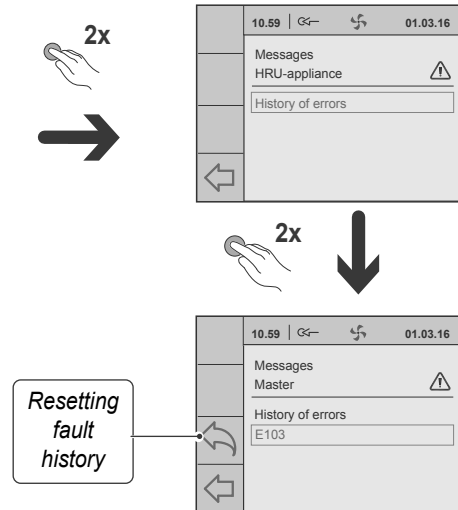 2x
10.59 01.03.16
Messages
HRU-appliance
History of errors
2x
10.59 01.03.16
Messages
Master
History of errors
E103
Resetting
fault
history